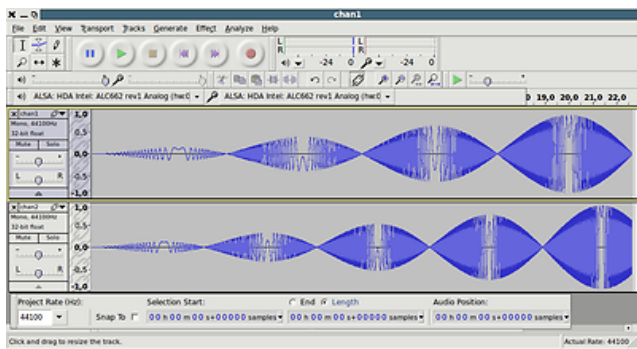 chan1
File Edit View Transport Tracks Generate Effect Analyze Help
L
R
-24 0
L
R
-24 0
ALSA: HDA Intel: ALC662 rev1 Analog (hw:0
ALSA: HDA Intel: ALC662 rev1 Analog (hw:0
19,0 20,0 21,0 22,0
chan1
Mono, 44100Hz
32-bit float
Mute Solo
- +
L R
1,0
0,5
0,0
-0,5
-1,0
chan2
Mono, 44100Hz
32-bit float
Mute Solo
- +
L R
1,0
0,5
0,0
-0,5
-1,0
Project Rate (Hz):
44100
Snap To
Selection Start:
End Length
Audio Position:
00 h 00 m 00 s+00000 samples
00 h 00 m 00 s+00000 samples
00 h 00 m 00 s+00000 samples
Click and drag to resize the track.
Actual Rate: 44100